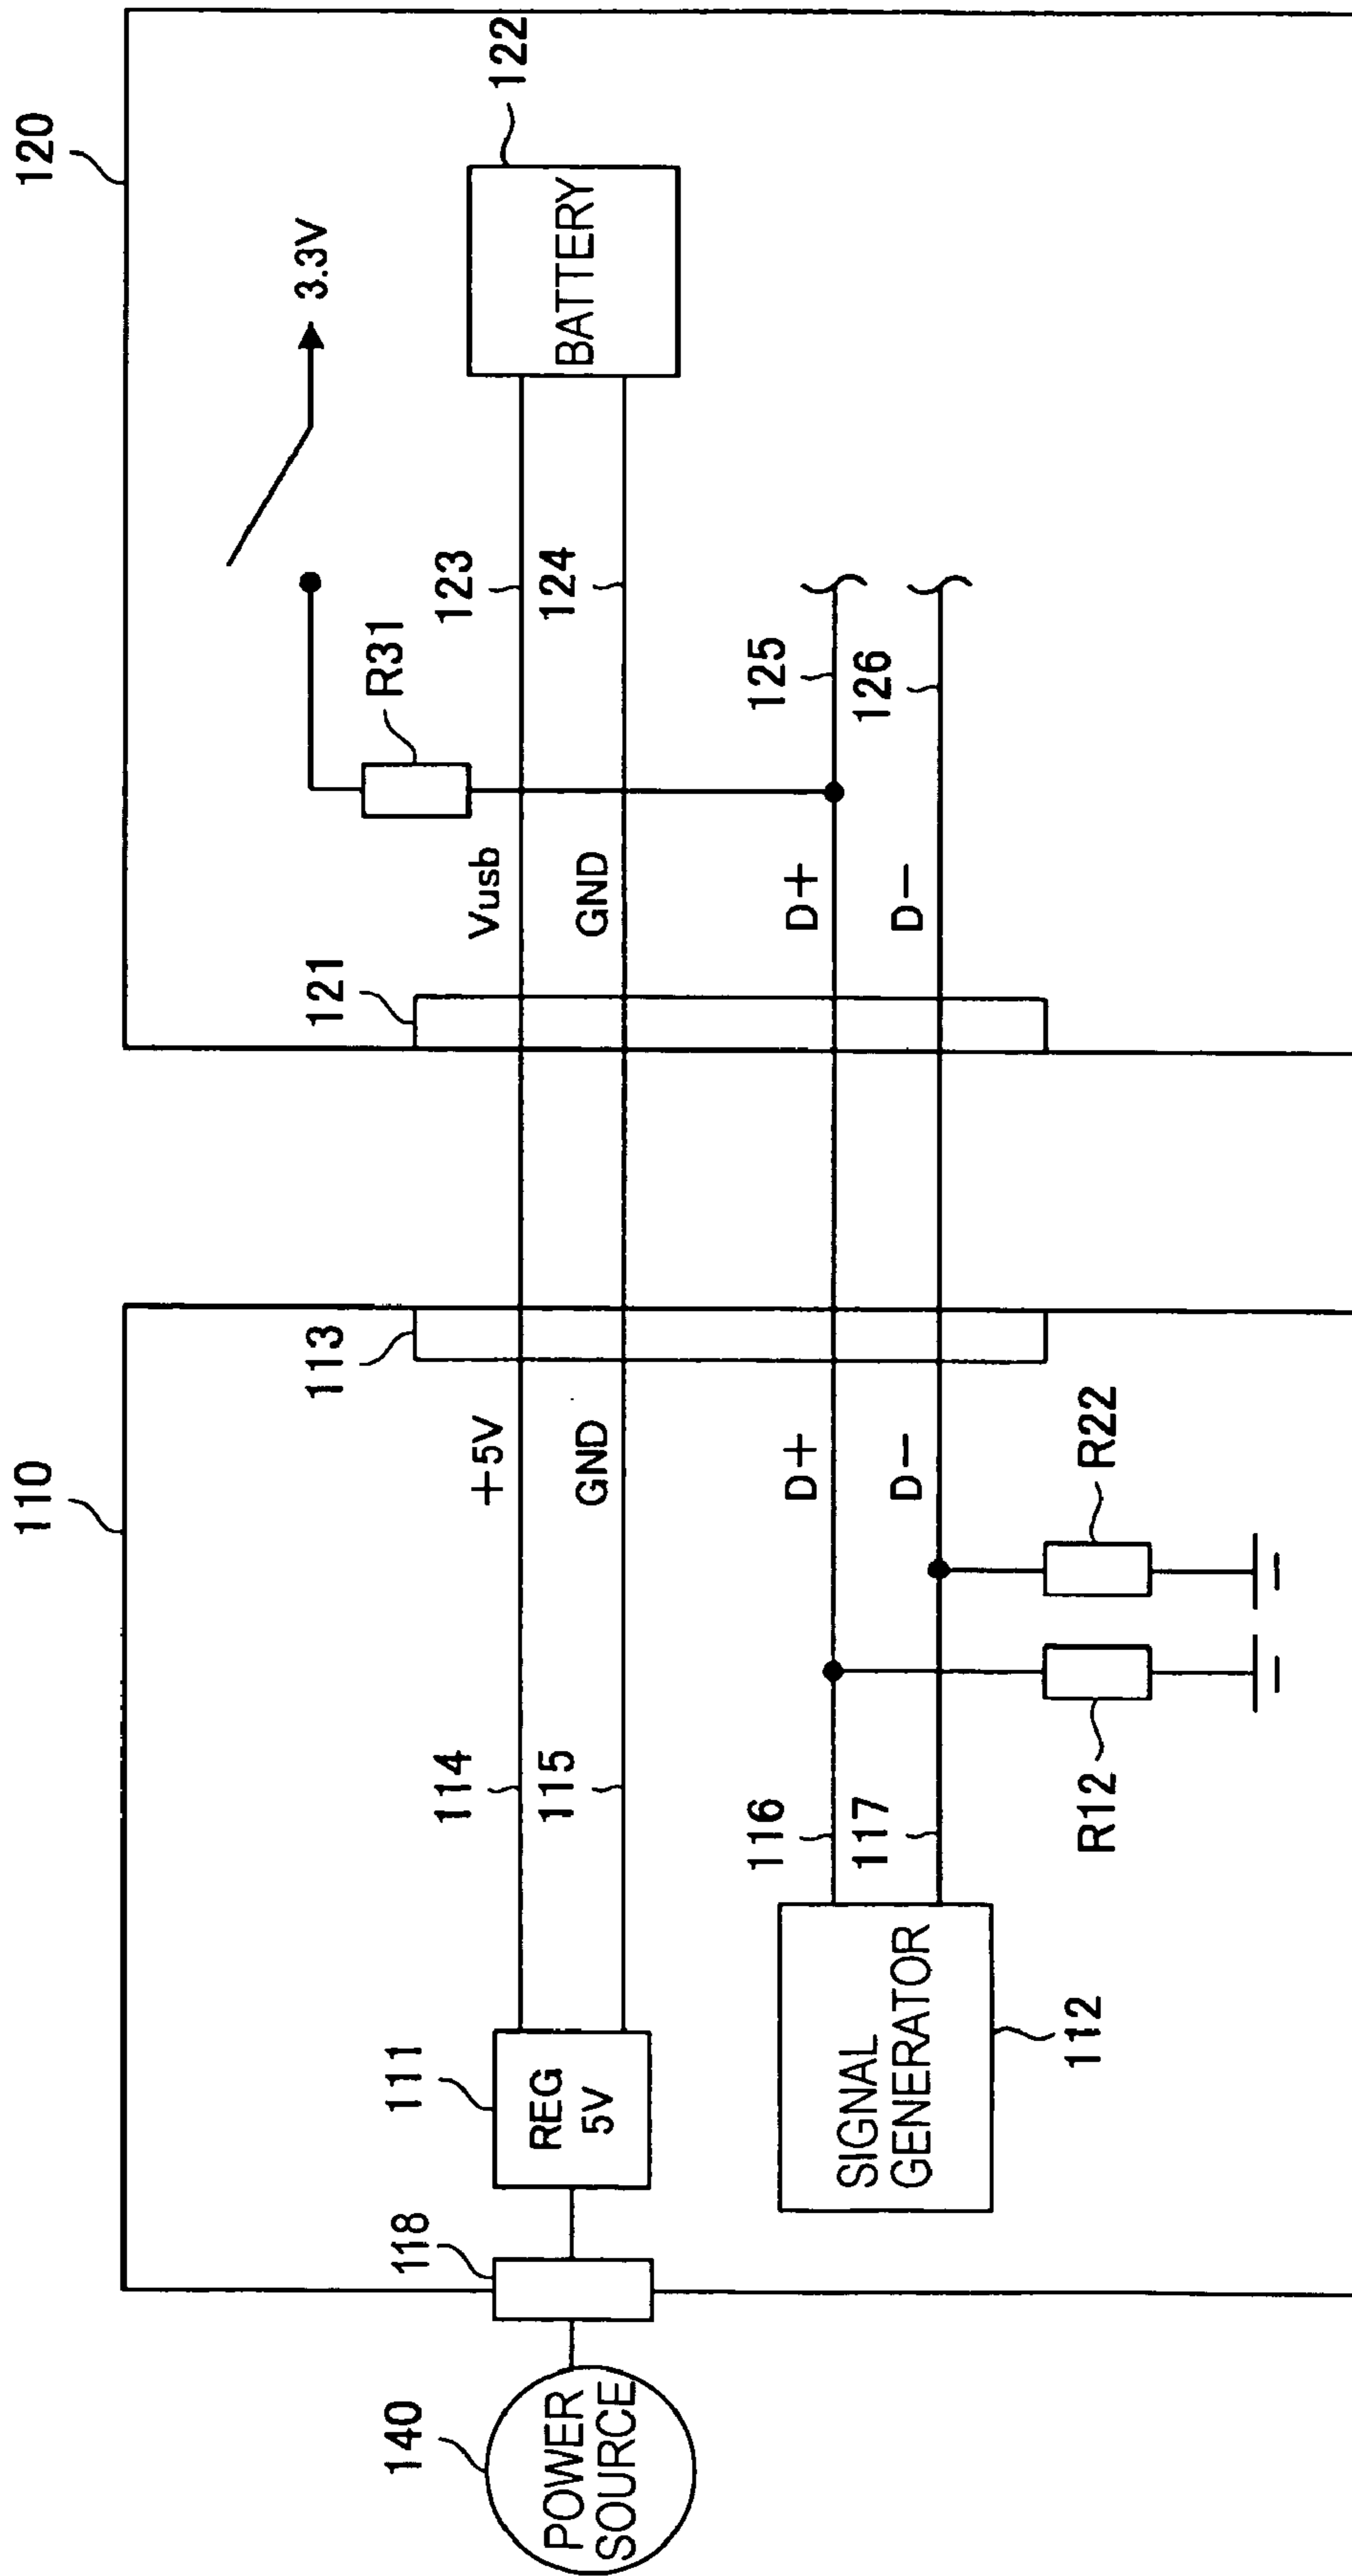 110
120
140
POWER
SOURCE
118
111
REG
5V
114
115
+5V
GND
113
121
Vusb
GND
R31
3.3V
123
124
BATTERY
122
SIGNAL
GENERATOR
112
116
117
D+
D−
R12
R22
D+
D−
125
126